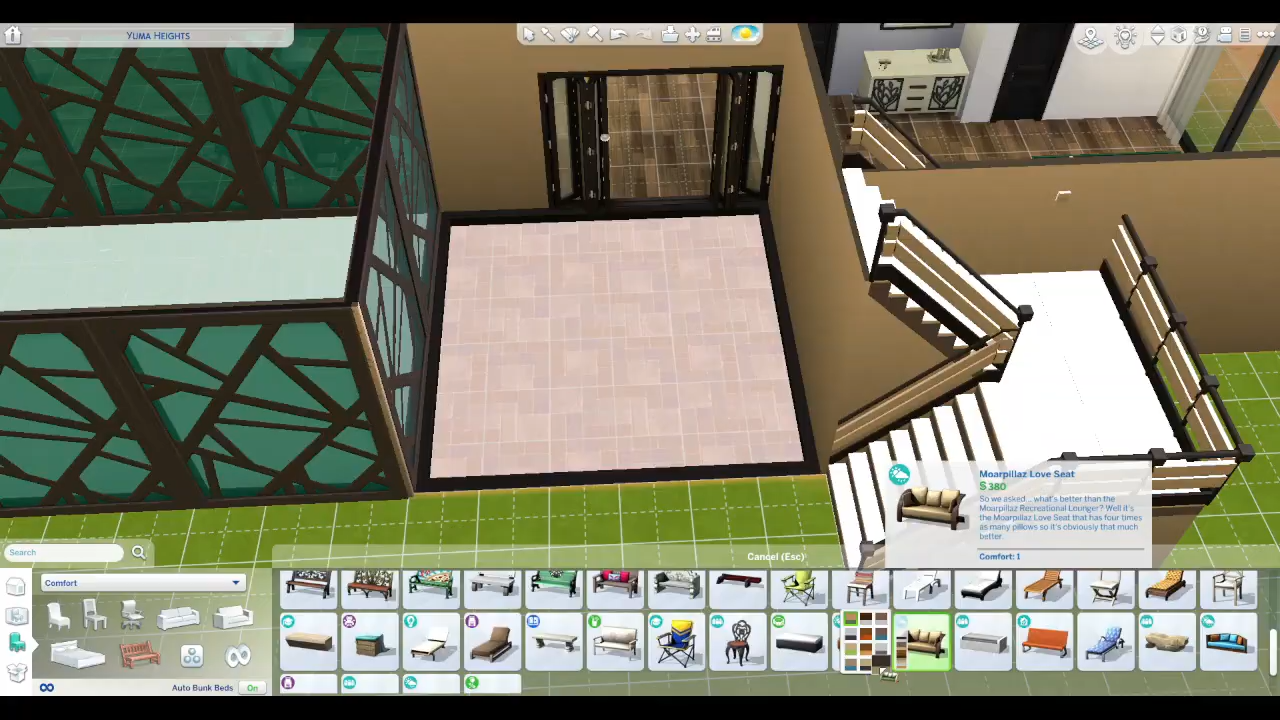 Yuma Heights
Moarpillaz Love Seat
$380
So we asked... what's better than the
Moarpillaz Recreational Lounger? Well it's
the Moarpillaz Love Seat that has four times
as many pillows so it's obviously that much
better.
Comfort: 1
Search
Cancel (Esc)
Comfort
Auto Bunk Beds On